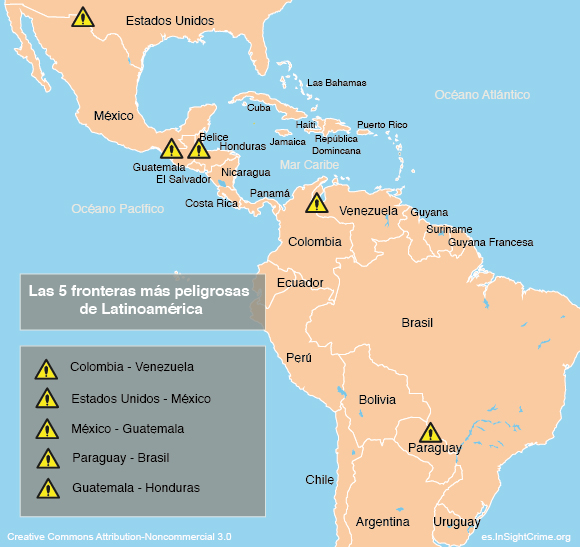 Estados Unidos
Las Bahamas
Océano Atlántico
México
Cuba
Haití
Puerto Rico
Belice
Jamaica
República
Dominicana
Honduras
Guatemala
Mar Caribe
El Salvador
Nicaragua
Panamá
Costa Rica
Océano Pacífico
Venezuela
Guyana
Suriname
Guyana Francesa
Colombia
Ecuador
Las 5 fronteras más peligrosas
de Latinoamérica
Brasil
Perú
Colombia - Venezuela
Estados Unidos - México
México - Guatemala
Paraguay - Brasil
Guatemala - Honduras
Bolivia
Paraguay
Chile
Argentina
Uruguay
Creative Commons Attribution-Noncommercial 3.0
es.InSightCrime.org